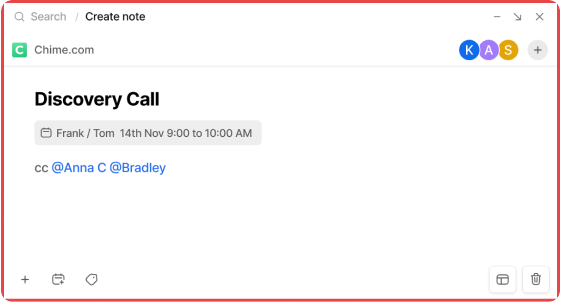 Search / Create note
C Chime.com K A S
Discovery Call
Frank / Tom 14th Nov 9:00 to 10:00 AM
cc @Anna C @Bradley